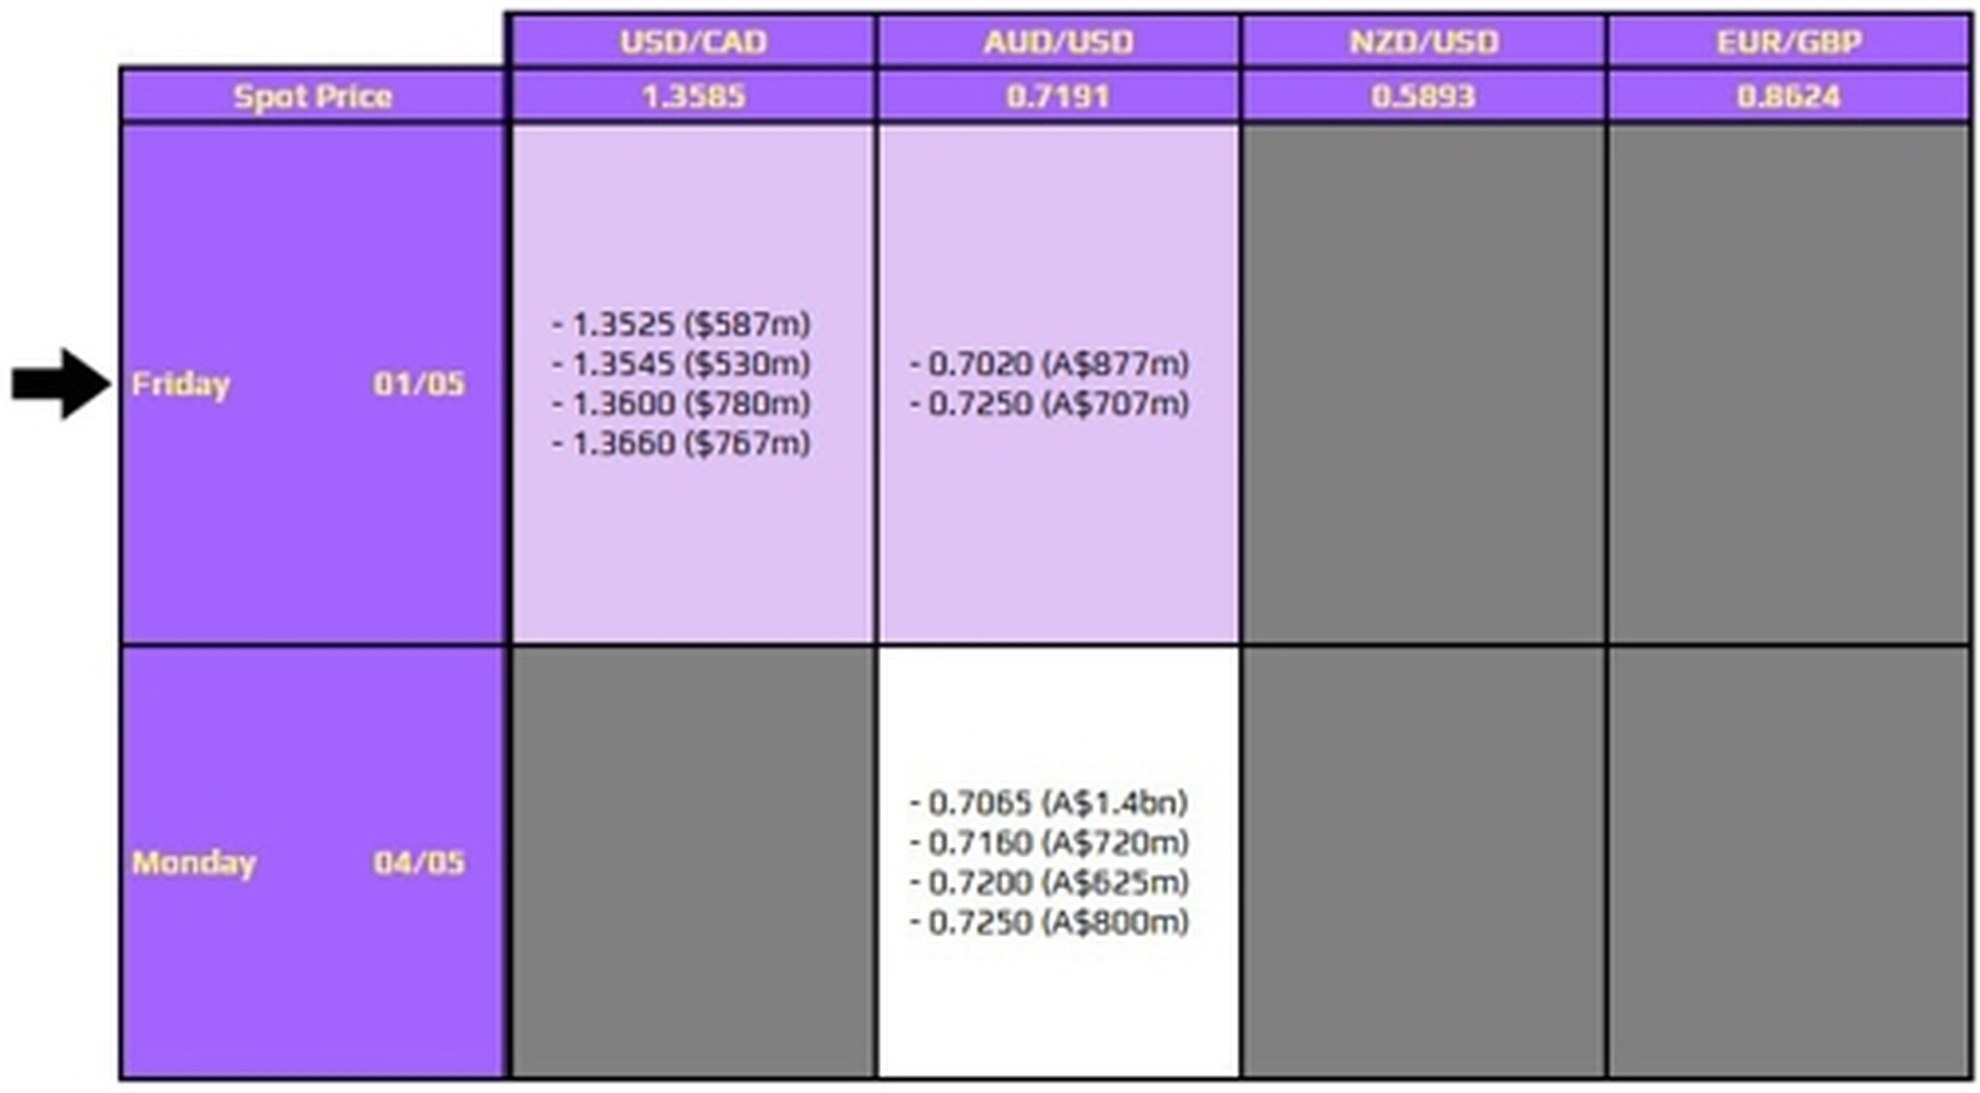 USD/CAD AUD/USD NZD/USD EUR/GBP
Spot Price 1.3585 0.7191 0.5893 0.8624
Friday 01/05
- 1.3525 ($587m)
- 1.3545 ($530m)
- 1.3600 ($780m)
- 1.3660 ($767m)
- 0.7020 (A$877m)
- 0.7250 (A$707m)
Monday 04/05
- 0.7065 (A$1.4bn)
- 0.7160 (A$720m)
- 0.7200 (A$625m)
- 0.7250 (A$800m)